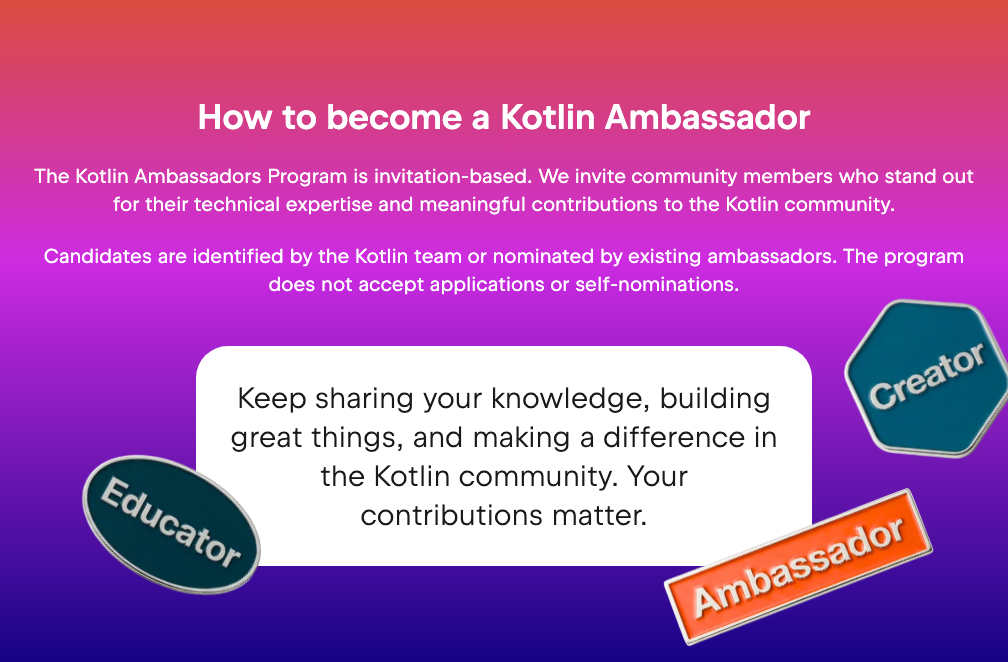 How to become a Kotlin Ambassador
The Kotlin Ambassadors Program is invitation-based. We invite community members who stand out
for their technical expertise and meaningful contributions to the Kotlin community.
Candidates are identified by the Kotlin team or nominated by existing ambassadors. The program
does not accept applications or self-nominations.
Creator
Keep sharing your knowledge, building
great things, and making a difference in
the Kotlin community. Your
contributions matter.
Educator
Ambassador